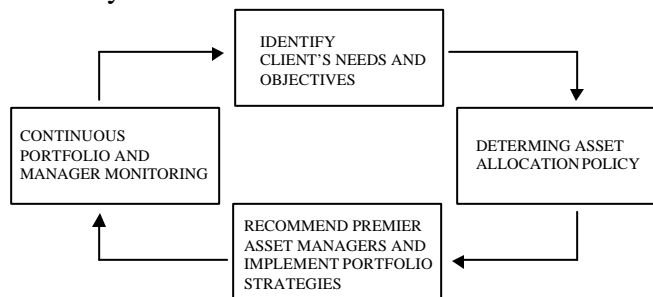 IDENTIFY
CLIENT'S NEEDS AND
OBJECTIVES
CONTINUOUS
PORTFOLIO AND
MANAGER MONITORING
DETERMING ASSET
ALLOCATION POLICY
RECOMMEND PREMIER
ASSET MANAGERS AND
IMPLEMENT PORTFOLIO
STRATEGIES